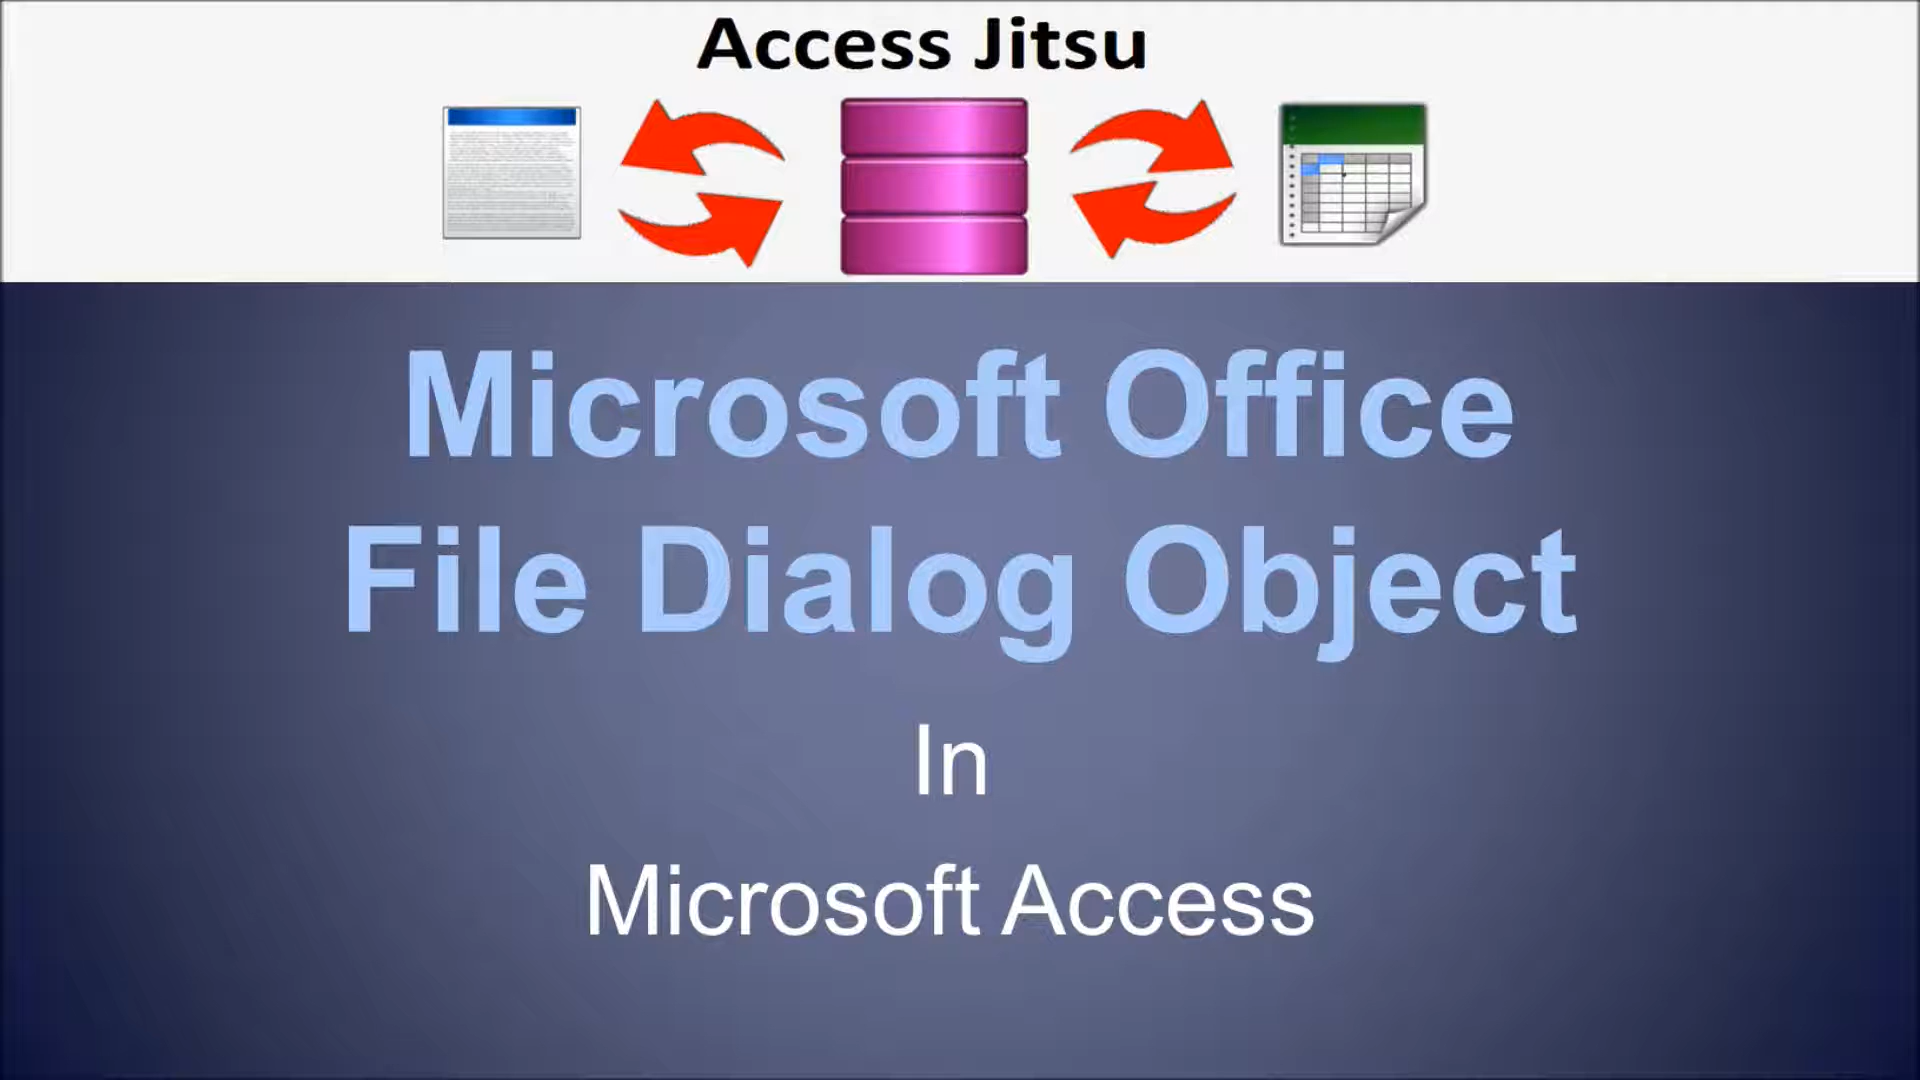 Access Jitsu
Microsoft Office
File Dialog Object
In
Microsoft Access